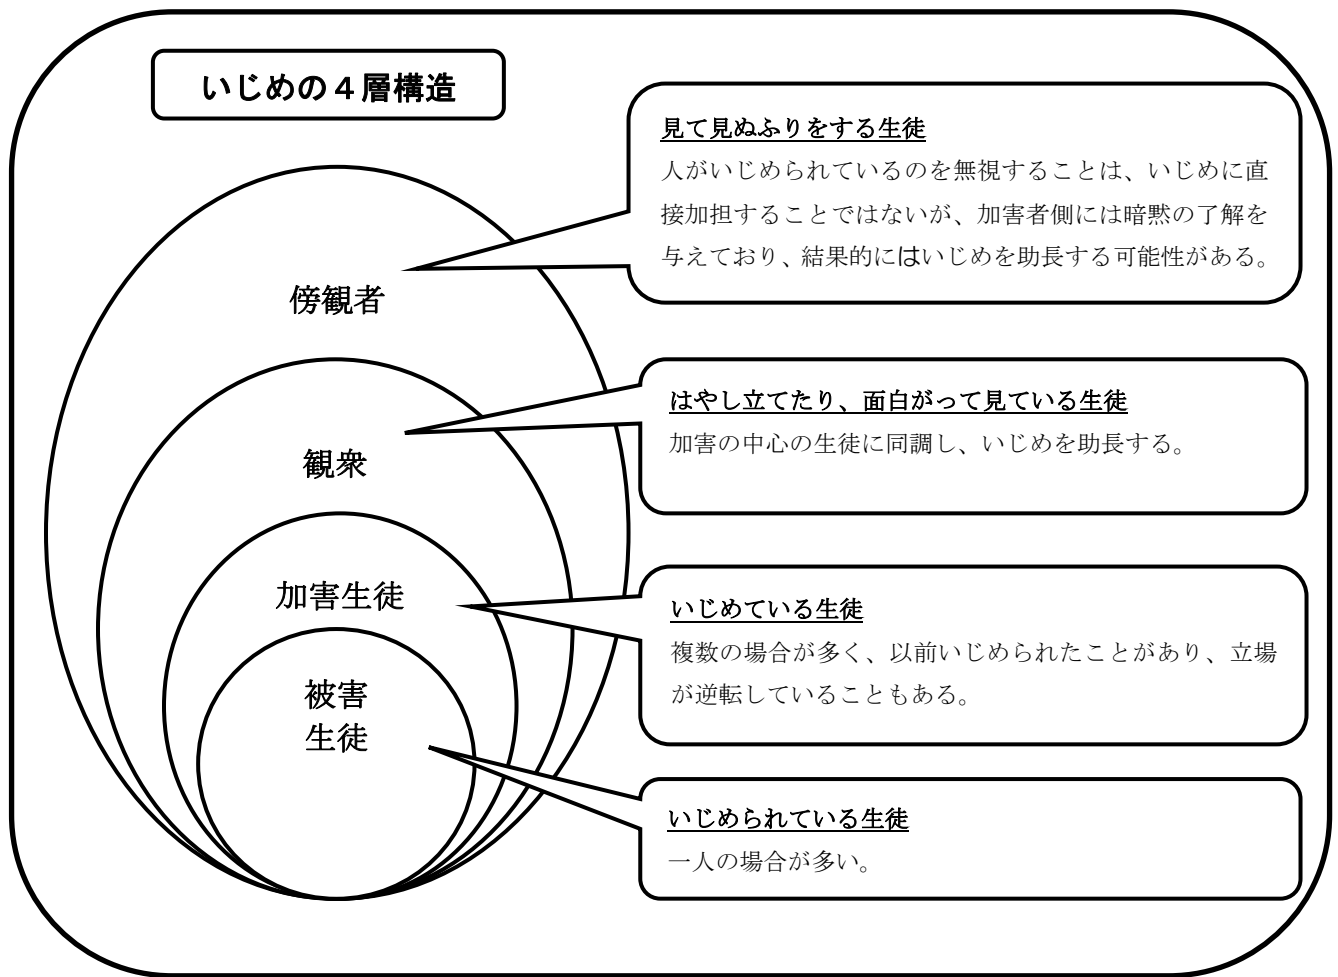 いじめの４層構造
見て見ぬふりをする生徒
人がいじめられているのを無視することは、いじめに直
接加担することではないが、加害者側には暗黙の了解を
与えており、結果的にはいじめを助長する可能性がある。
傍観者
はやし立てたり、面白がって見ている生徒
加害の中心の生徒に同調し、いじめを助長する。
観衆
いじめている生徒
複数の場合が多く、以前いじめられたことがあり、立場
が逆転していることもある。
加害生徒
被害
生徒
いじめられている生徒
一人の場合が多い。